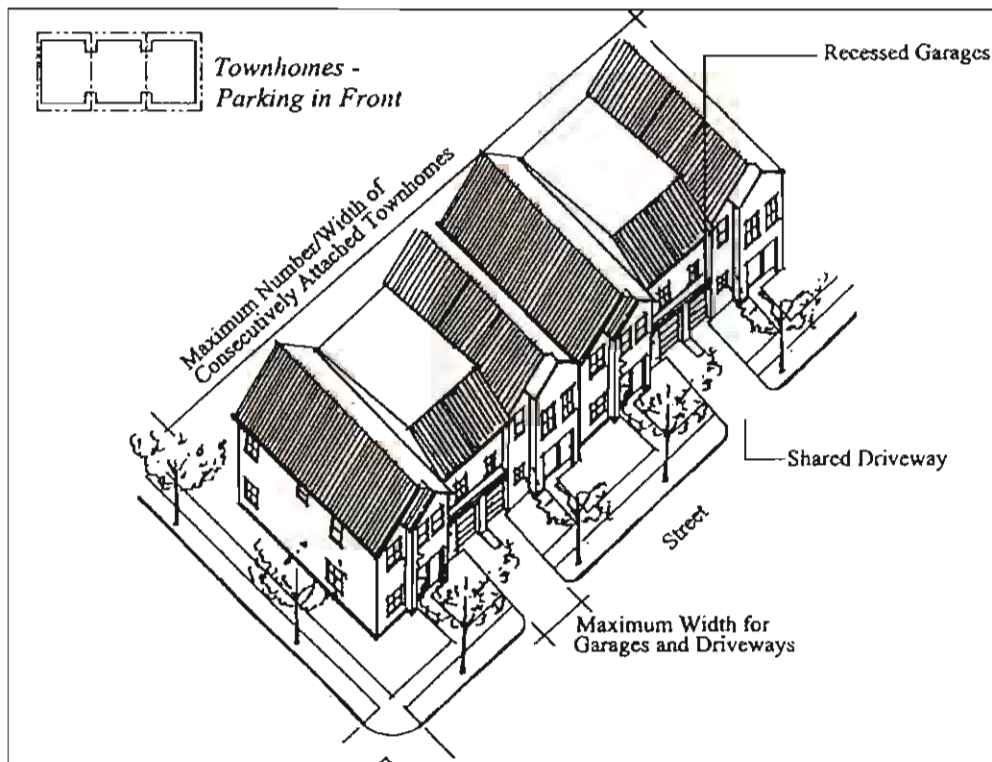 Townhomes -
Parking in Front
Recessed Garages
Maximum Number/Width of
Consecutively Attached Townhomes
Shared Driveway
Street
Maximum Width for
Garages and Driveways